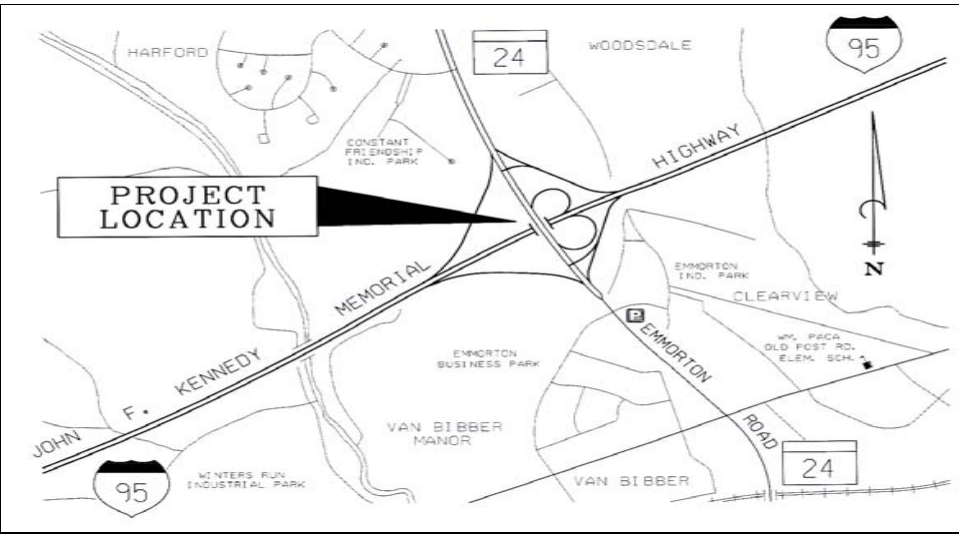 HARFORD
24
WOODSDALE
95
CONSTANT
FRIENDSHIP
IND. PARK
HIGHWAY
PROJECT
LOCATION
N
EMMORTON
IND. PARK
MEMORIAL
CLEARVIEW
P
EMMORTON
WM. PACA
OLD POST RD.
ELEM. SCH.
EMMORTON
BUSINESS PARK
KENNEDY
F.
JOHN
VAN BIBBER
MANOR
ROAD
24
WINTERS RUN
INDUSTRIAL PARK
VAN BIBBER
95